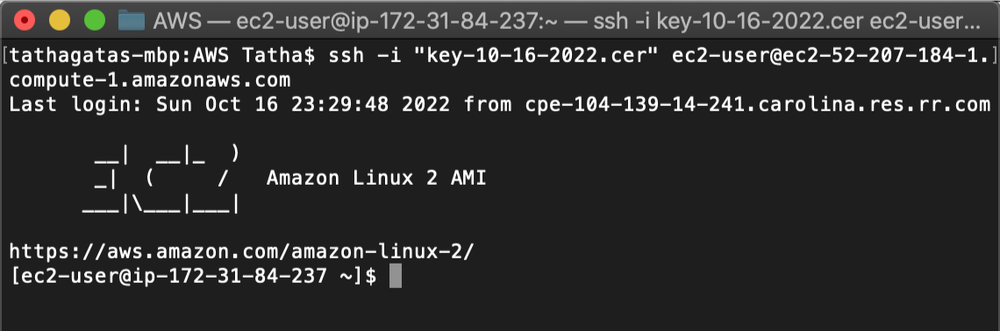 AWS — ec2-user@ip-172-31-84-237:~ — ssh -i key-10-16-2022.cer ec2-user...
[tathagatas-mbp:AWS Tatha$ ssh -i "key-10-16-2022.cer" ec2-user@ec2-52-207-184-1.]
compute-1.amazonaws.com
Last login: Sun Oct 16 23:29:48 2022 from cpe-104-139-14-241.carolina.res.rr.com

       __|  __|_  )
       _|  (     /   Amazon Linux 2 AMI
      ___|\___|___|

https://aws.amazon.com/amazon-linux-2/
[ec2-user@ip-172-31-84-237 ~]$